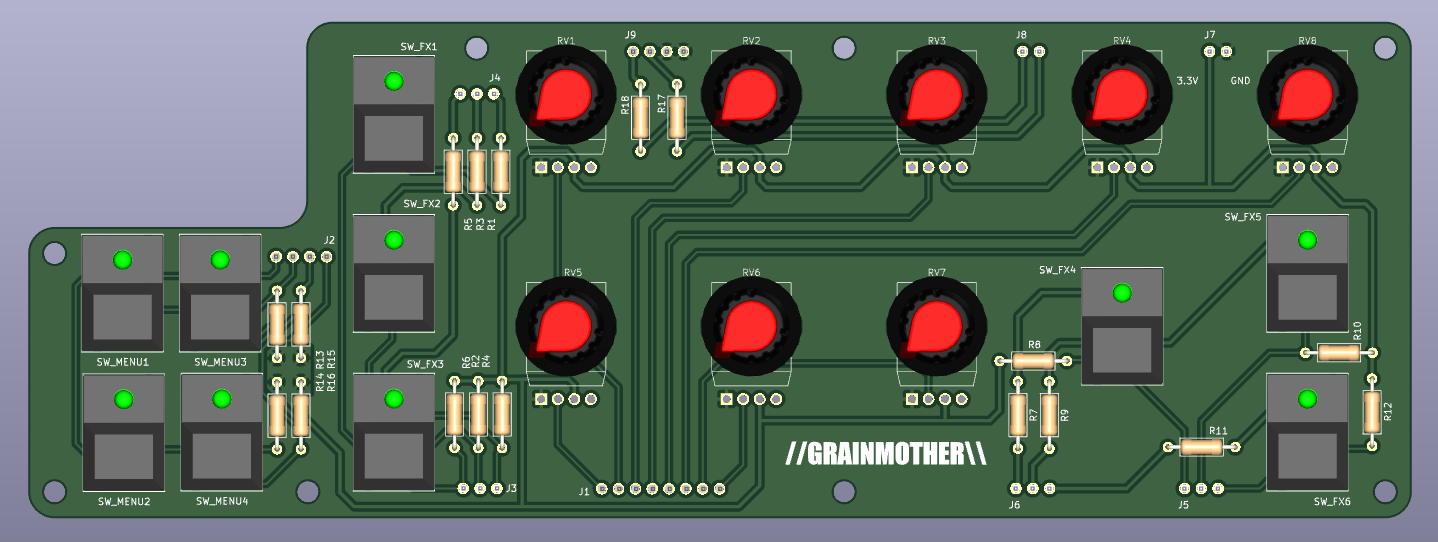 SW_FX1
RV1
J9
RV2
RV3
J8
RV4
J7
RV8
J4
3.3V
GND
R18
R17
SW_FX2
R5
R3
R1
SW_FX5
J2
RV5
RV6
RV7
SW_FX4
SW_MENU1
SW_MENU3
R14 R13
R16 R15
SW_FX3
R6
R2
R4
R8
R10
R7
R9
R12
R11
//GRAINMOTHER\\
SW_MENU2
SW_MENU4
J3
J1
J6
J5
SW_FX6